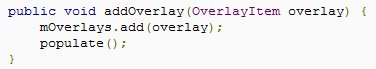 public void addOverlay(OverlayItem overlay) {
    mOverlays.add(overlay);
    populate();
}